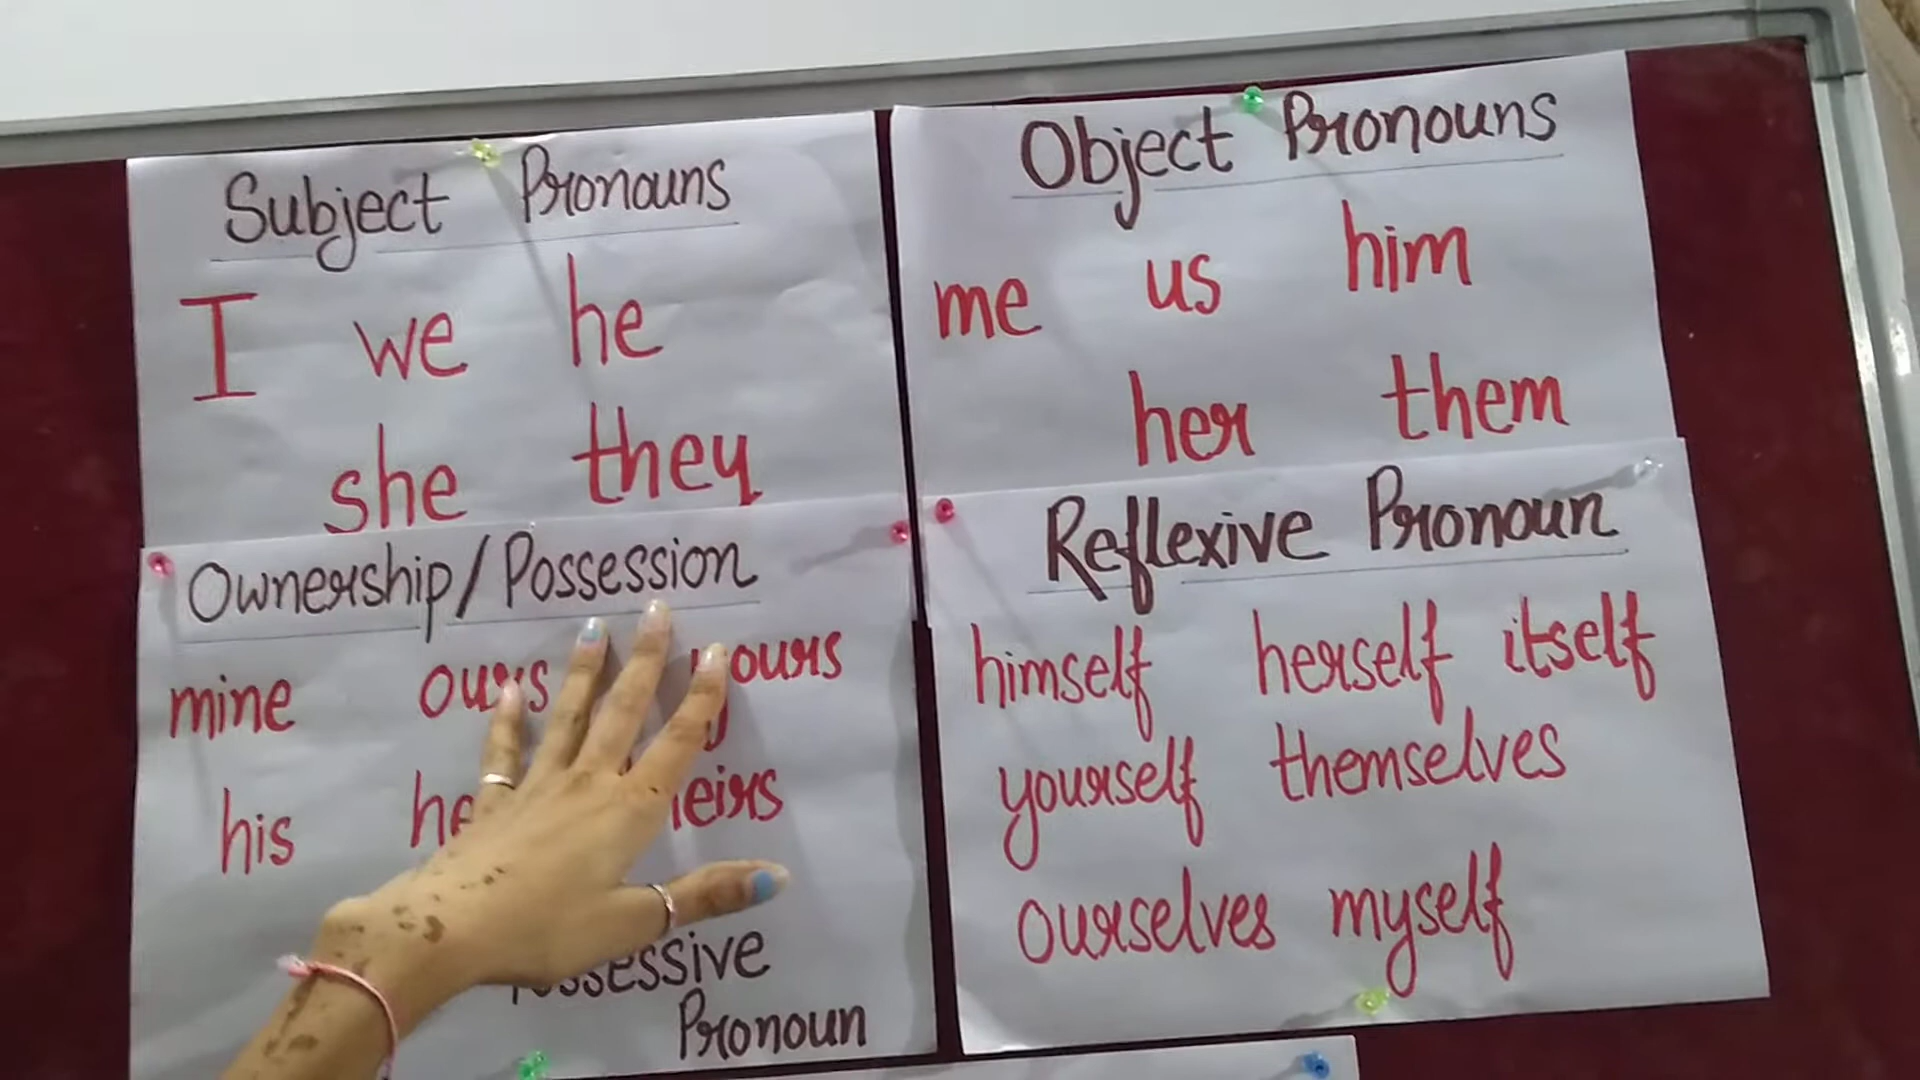 Subject Pronouns
I we he
she they
Object Pronouns
me us him
her them
Ownership/Possession
mine ours yours
his
Possessive
Pronoun
Reflexive Pronoun
himself herself itself
yourself themselves
ourselves myself